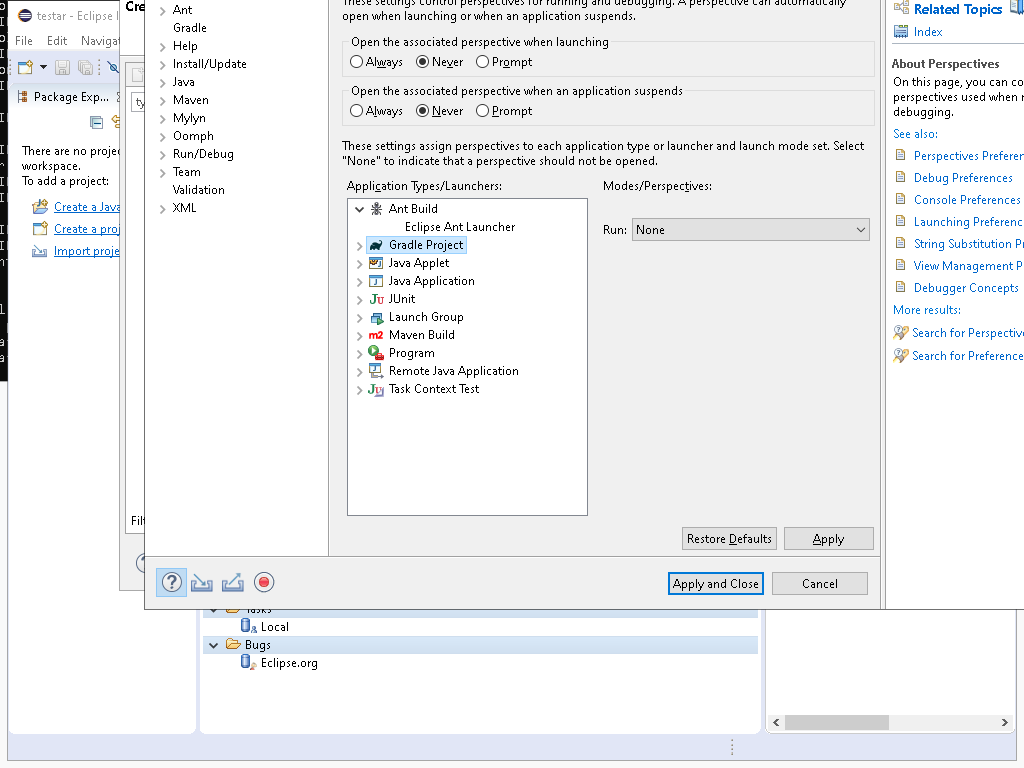 testar - Eclipse
File Edit Navigat
Package Exp...
There are no proje
workspace.
To add a project:
Create a Java
Create a proj
Import proje
Cre
ty
Filt
Ant
Gradle
Help
Install/Update
Java
Maven
Mylyn
Oomph
Run/Debug
Team
Validation
XML
These settings control perspectives for running and debugging. A perspective can automatically
open when launching or when an application suspends.
Open the associated perspective when launching
Always Never Prompt
Open the associated perspective when an application suspends
Always Never Prompt
These settings assign perspectives to each application type or launcher and launch mode set. Select
"None" to indicate that a perspective should not be opened.
Application Types/Launchers:
Modes/Perspectives:
Ant Build
Eclipse Ant Launcher
Gradle Project
Java Applet
Java Application
JUnit
Launch Group
Maven Build
Program
Remote Java Application
Task Context Test
Run: None
Restore Defaults Apply
Apply and Close Cancel
Related Topics
Index
About Perspectives
On this page, you can co
perspectives used when r
debugging.
See also:
Perspectives Preferen
Debug Preferences
Console Preferences
Launching Preferenc
String Substitution P
View Management P
Debugger Concepts
More results:
Search for Perspective
Search for Preference
Tasks
Local
Bugs
Eclipse.org